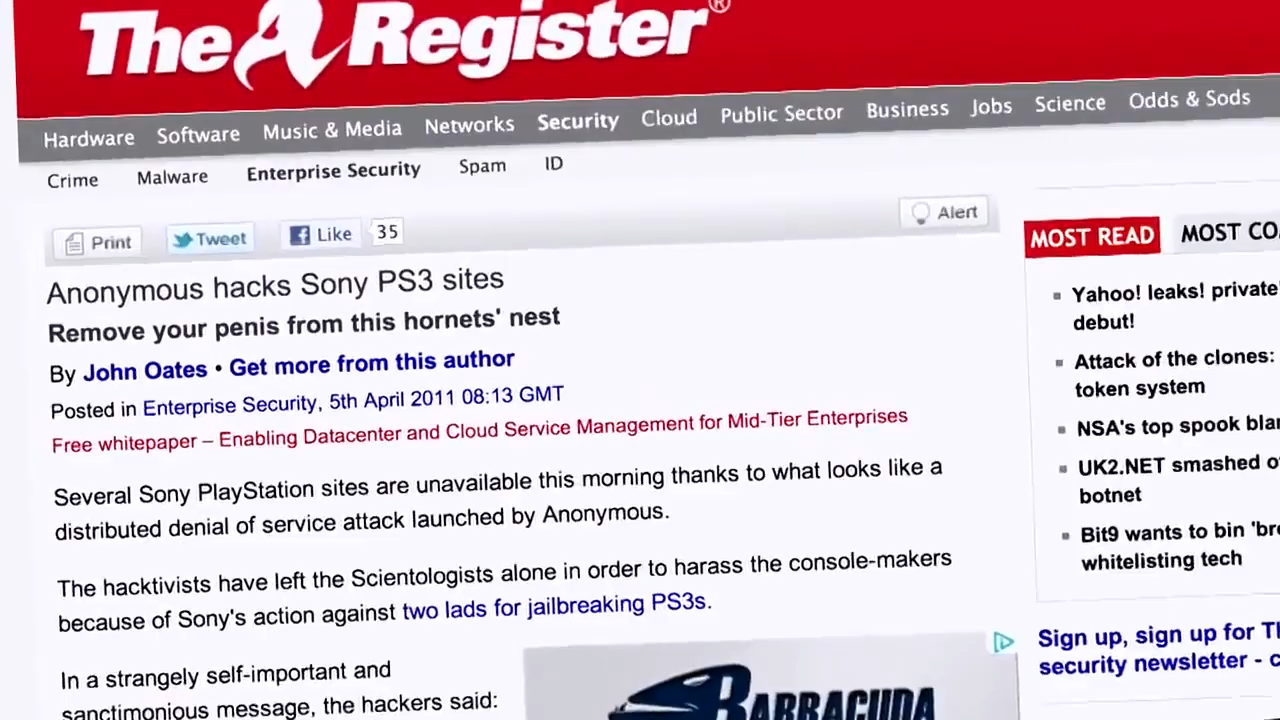 The Register®
Hardware Software Music & Media Networks Security Cloud Public Sector Business Jobs Science Odds & Sods
Crime Malware Enterprise Security Spam ID
Print Tweet Like 35 Alert
Anonymous hacks Sony PS3 sites
Remove your penis from this hornets' nest
By John Oates • Get more from this author
Posted in Enterprise Security, 5th April 2011 08:13 GMT
Free whitepaper – Enabling Datacenter and Cloud Service Management for Mid-Tier Enterprises
Several Sony PlayStation sites are unavailable this morning thanks to what looks like a
distributed denial of service attack launched by Anonymous.
The hacktivists have left the Scientologists alone in order to harass the console-makers
because of Sony's action against two lads for jailbreaking PS3s.
In a strangely self-important and
sanctimonious message, the hackers said:
BARRACUDA
MOST READ MOST CO
Yahoo! leaks! private
debut!
Attack of the clones:
token system
NSA's top spook bla
UK2.NET smashed o
botnet
Bit9 wants to bin 'br
whitelisting tech
Sign up, sign up for T
security newsletter - c